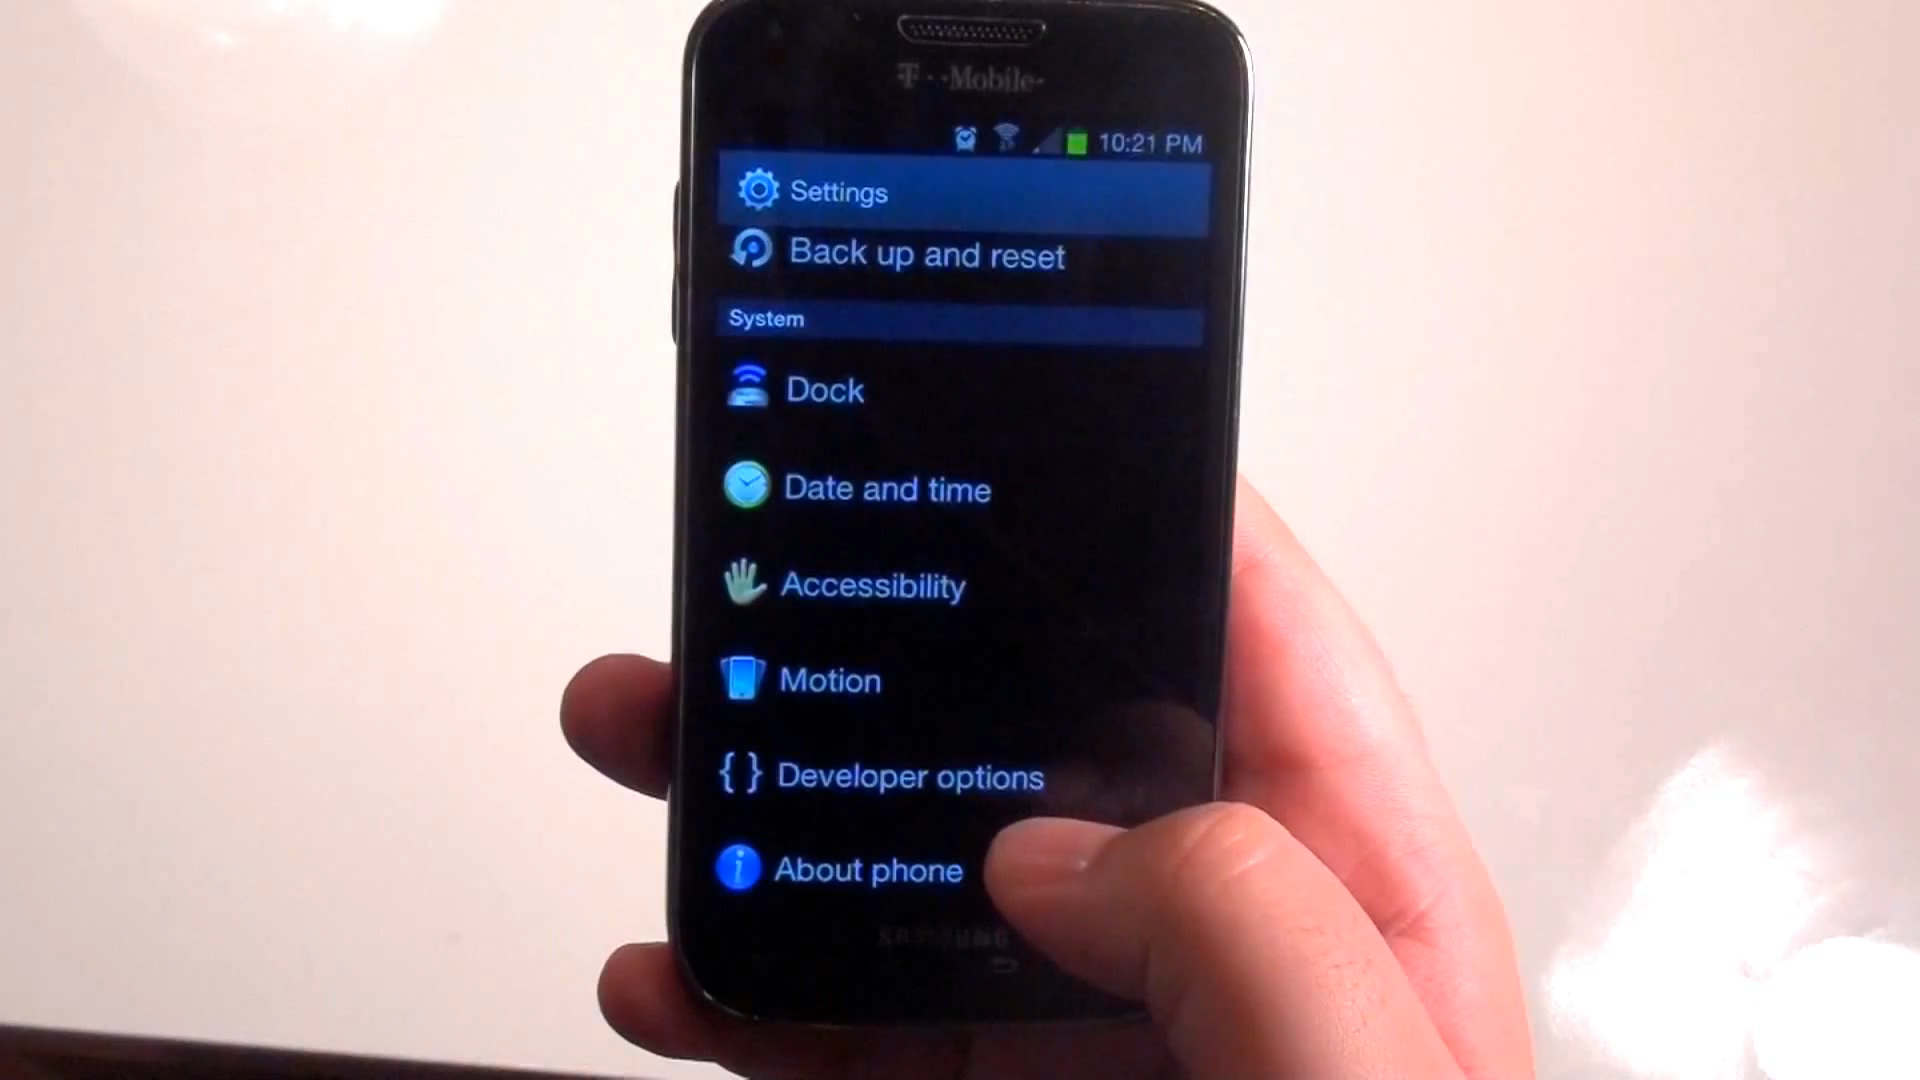 T··Mobile·
10:21 PM
Settings
Back up and reset
System
Dock
Date and time
Accessibility
Motion
{ } Developer options
About phone
SAMSUNG